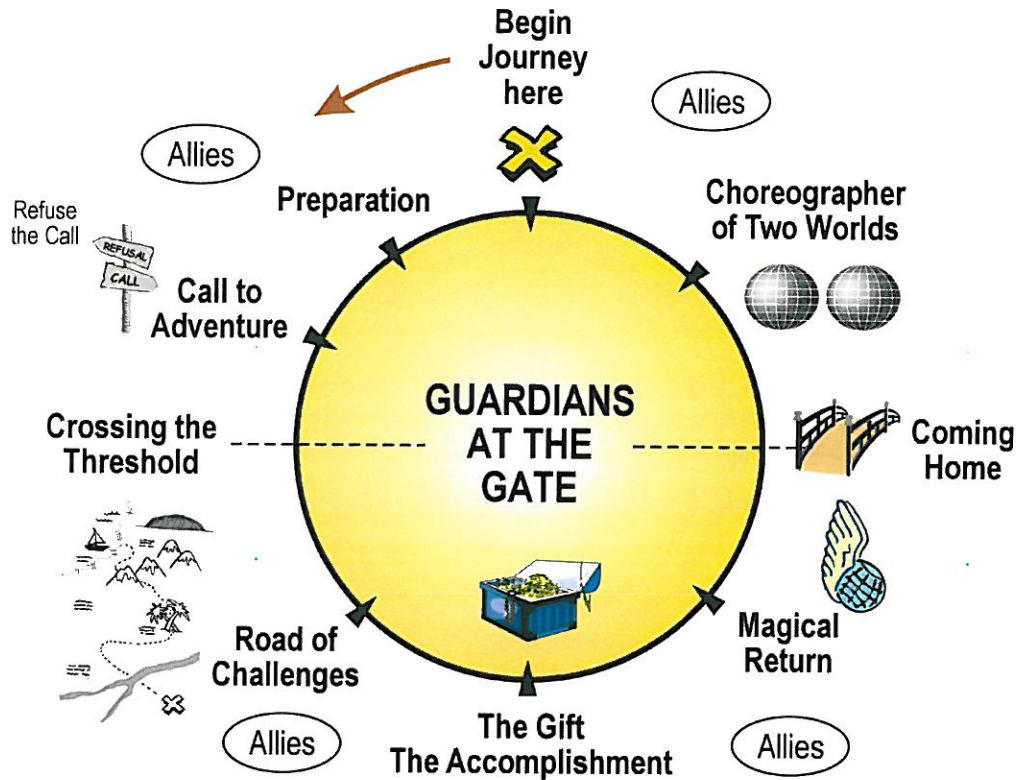 Begin
Journey
here
Allies
Allies
Preparation
Choreographer
of Two Worlds
Refuse
the Call
REFUSAL
CALL
Call to
Adventure
GUARDIANS
AT THE
GATE
Crossing the
Threshold
Coming
Home
Road of
Challenges
Magical
Return
The Gift
The Accomplishment
Allies
Allies